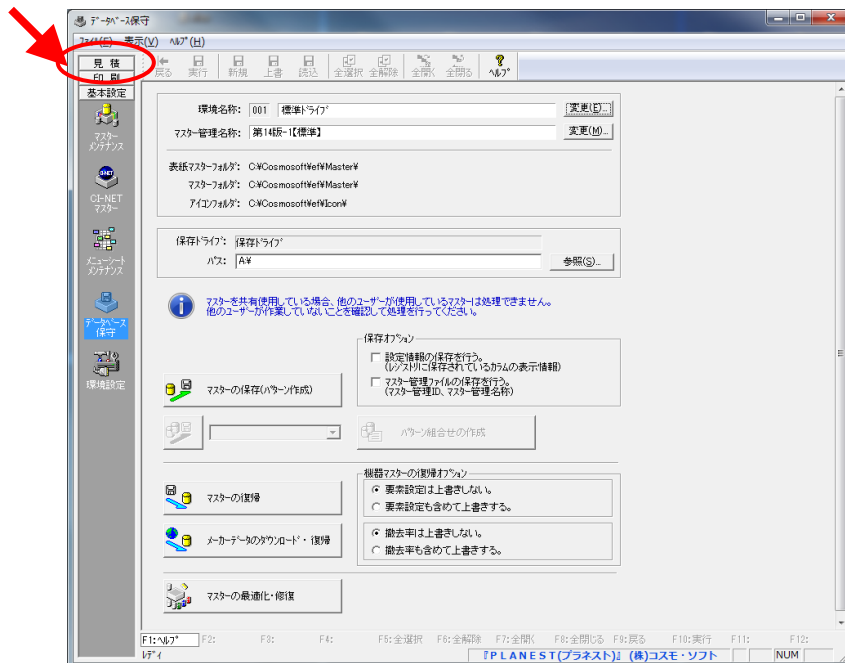 ﾃﾞｰﾀﾍﾞｰｽ保守
ﾌｧｲﾙ(F) 表示(V) ﾍﾙﾌﾟ(H)
見 積
印 刷
基本設定
戻る 実行 新規 上書 読込 全選択 全解除 全開く 全閉る ﾍﾙﾌﾟ
ﾏｽﾀｰ
ﾒﾝﾃﾅﾝｽ
CI-NET
CI-NET
ﾏｽﾀｰ
ﾒﾆｭｰｼｰﾄ
ﾒﾝﾃﾅﾝｽ
ﾃﾞｰﾀﾍﾞｰｽ
保守
環境設定
環境名称: 001 標準ﾄﾞﾗｲﾌﾞ 変更(E)...
ﾏｽﾀｰ管理名称: 第14版-1【標準】 変更(M)...
表紙ﾏｽﾀｰﾌｫﾙﾀﾞ: C:¥Cosmosoft¥ef¥Master¥
ﾏｽﾀｰﾌｫﾙﾀﾞ: C:¥Cosmosoft¥ef¥Master¥
ｱｲｺﾝﾌｫﾙﾀﾞ: C:¥Cosmosoft¥ef¥Icon¥
保存ﾄﾞﾗｲﾌﾞ: 保存ﾄﾞﾗｲﾌﾞ
ﾊﾟｽ: A:¥ 参照(S)...
ﾏｽﾀｰを共有使用している場合、他のﾕｰｻﾞｰが使用しているﾏｽﾀｰは処理できません。
他のﾕｰｻﾞｰが作業していないことを確認して処理を行ってください。
保存ｵﾌﾟｼｮﾝ
設定情報の保存を行う。
(ﾚｼﾞｽﾄﾘに保存されているｶﾗﾑの表示情報)
ﾏｽﾀｰ管理ﾌｧｲﾙの保存を行う。
(ﾏｽﾀｰ管理ID、ﾏｽﾀｰ管理名称)
ﾏｽﾀｰの保存(ﾊﾟﾀｰﾝ作成)
ﾊﾟﾀｰﾝ組合せの作成
機器ﾏｽﾀｰの復帰ｵﾌﾟｼｮﾝ
要素設定は上書きしない。
要素設定も含めて上書きする。
ﾏｽﾀｰの復帰
撤去率は上書きしない。
撤去率も含めて上書きする。
ﾒｰｶｰﾃﾞｰﾀのﾀﾞｳﾝﾛｰﾄﾞ・復帰
ﾏｽﾀｰの最適化・修復
F1:ﾍﾙﾌﾟ F2: F3: F4: F5:全選択 F6:全解除 F7:全開く F8:全閉じる F9:戻る F10:実行 F11: F12:
ﾚﾃﾞｨ 『PLANEST(プラネスト)』 (株)コスモ・ソフト NUM